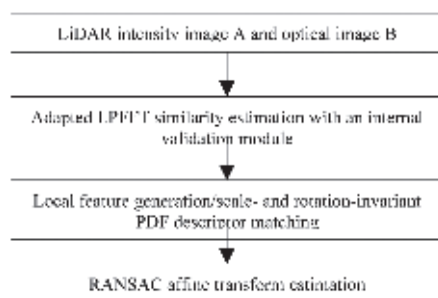 LiDAR intensity image A and optical image B
Adapted LPFFT similarity estimation with an internal
validation module
Local feature generation/scale- and rotation-invariant
PDF descriptor matching
RANSAC affine transform estimation